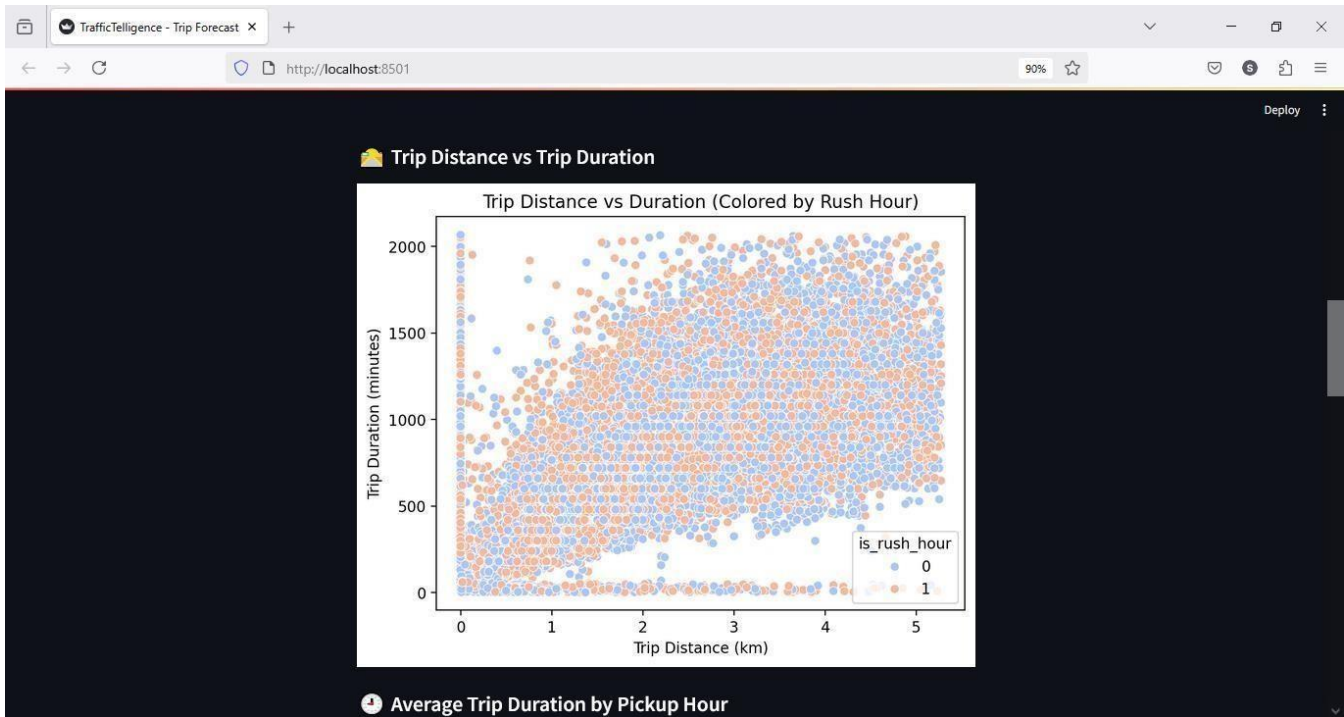 TrafficTelligence - Trip Forecast
http://localhost:8501
90%
S
Deploy
Trip Distance vs Trip Duration
Trip Distance vs Duration (Colored by Rush Hour)
Trip Duration (minutes)
2000
1500
1000
500
0
is_rush_hour
0
1
0 1 2 3 4 5
Trip Distance (km)
Average Trip Duration by Pickup Hour